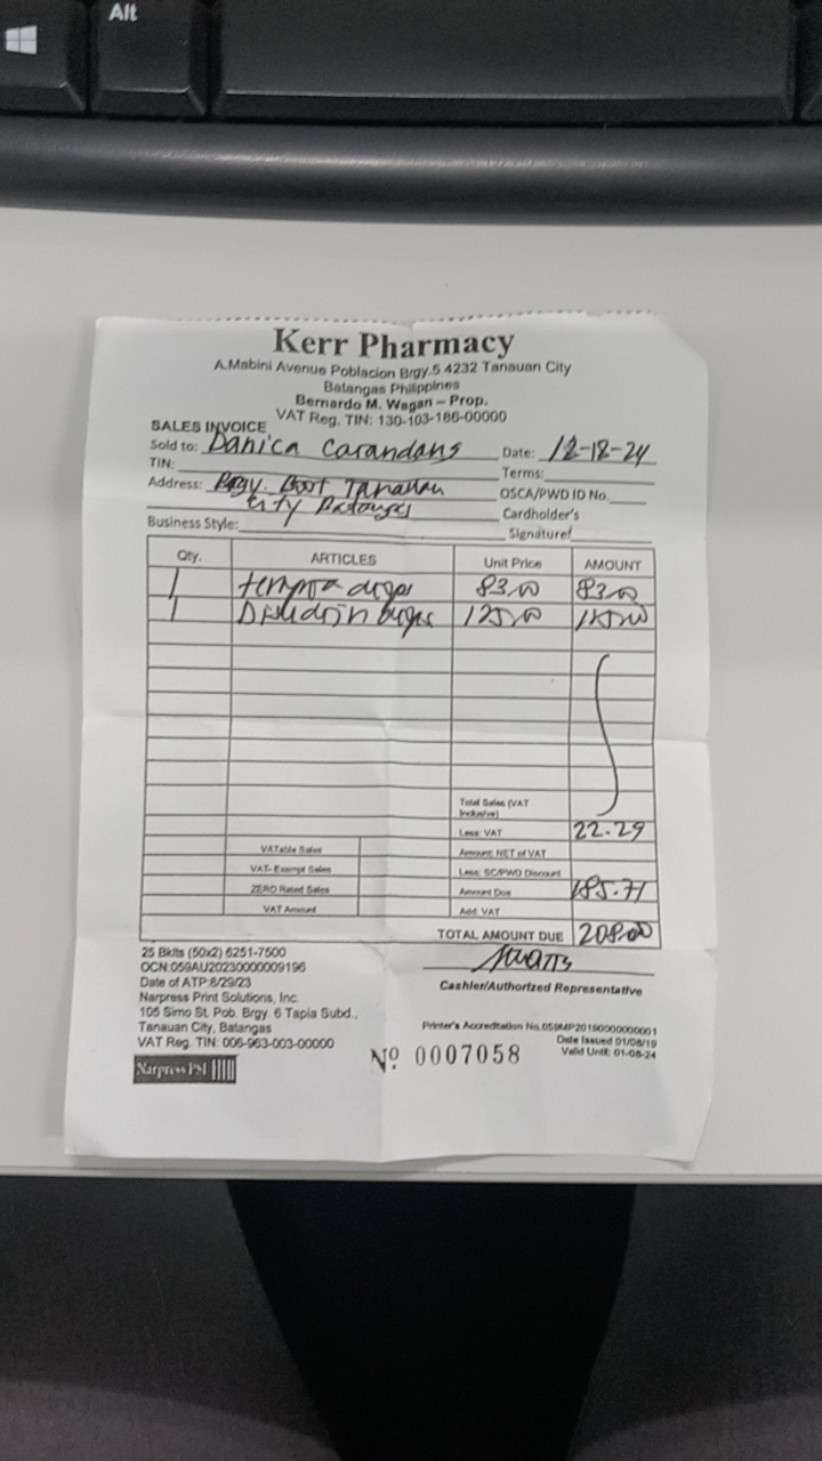 Alt
Kerr Pharmacy
A.Mabini Avenue Poblacion Brgy.5 4232 Tanauan City
Batangas Philippines
Bernardo M. Wagan – Prop.
VAT Reg. TIN: 130-103-186-00000
SALES INVOICE
Sold to: Danica Carandang Date: 12-18-24
TIN: Terms:
Address: Brgy. Boot Tanauan OSCA/PWD ID No.
City Batangas Cardholder's
Business Style: Signature:
Qty. ARTICLES Unit Price AMOUNT
1 tempra 83.00 83.00
1 125.00 125.00
Total Sales (VAT
Inclusive)
Less: VAT 22.29
VATable Sales Amount: NET of VAT
VAT- Exempt Sales Less: SC/PWD Discount
ZERO Rated Sales Amount Due 185.71
VAT Amount Add: VAT
TOTAL AMOUNT DUE 208.00
25 Bklts (50x2) 6251-7500
OCN:059AU20230000009196
Date of ATP:8/29/23
Cashier/Authorized Representative
Narpress Print Solutions, Inc.
105 Simo St. Pob. Brgy. 6 Tapia Subd.,
Tanauan City, Batangas
VAT Reg. TIN: 006-963-003-00000
Printer's Accreditation No.059MP20190000000001
Date Issued 01/08/19
Valid Until: 01-08-24
Nº. 0007058
Narpress PSI